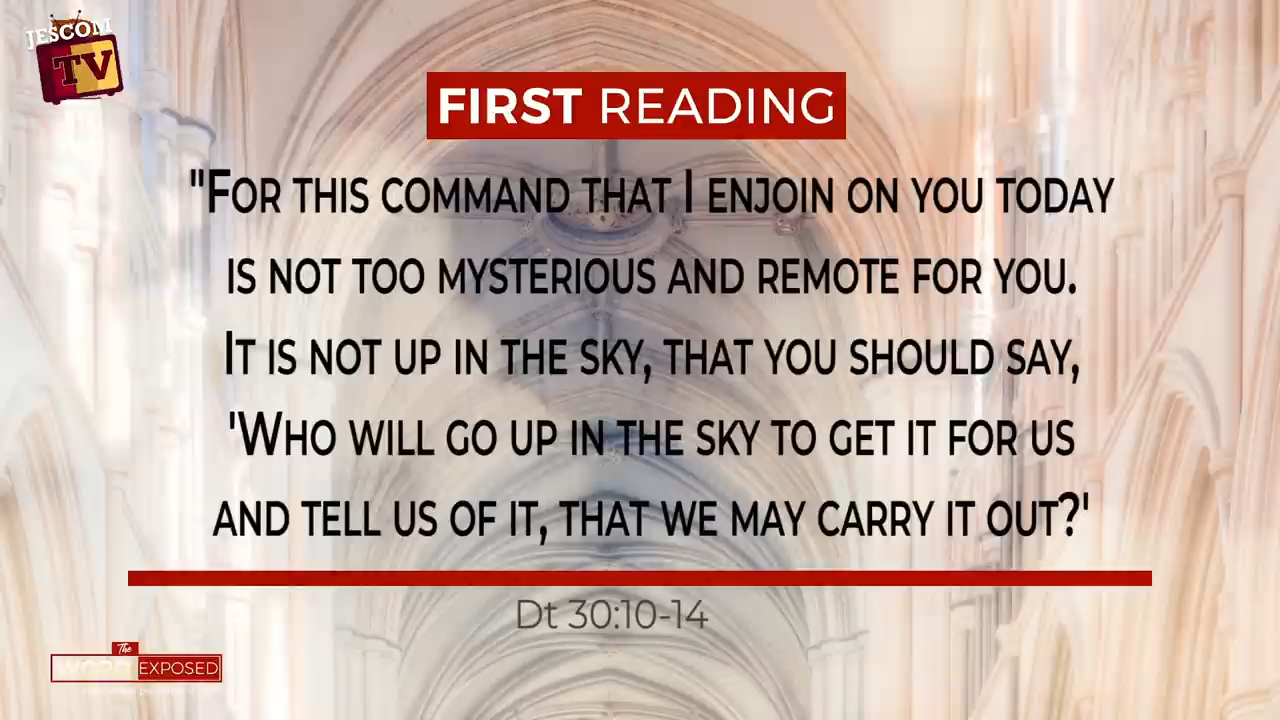 JESCOM
TV
FIRST READING
"FOR THIS COMMAND THAT I ENJOIN ON YOU TODAY
IS NOT TOO MYSTERIOUS AND REMOTE FOR YOU.
IT IS NOT UP IN THE SKY, THAT YOU SHOULD SAY,
'WHO WILL GO UP IN THE SKY TO GET IT FOR US
AND TELL US OF IT, THAT WE MAY CARRY IT OUT?'
Dt 30:10-14
The
WORD EXPOSED